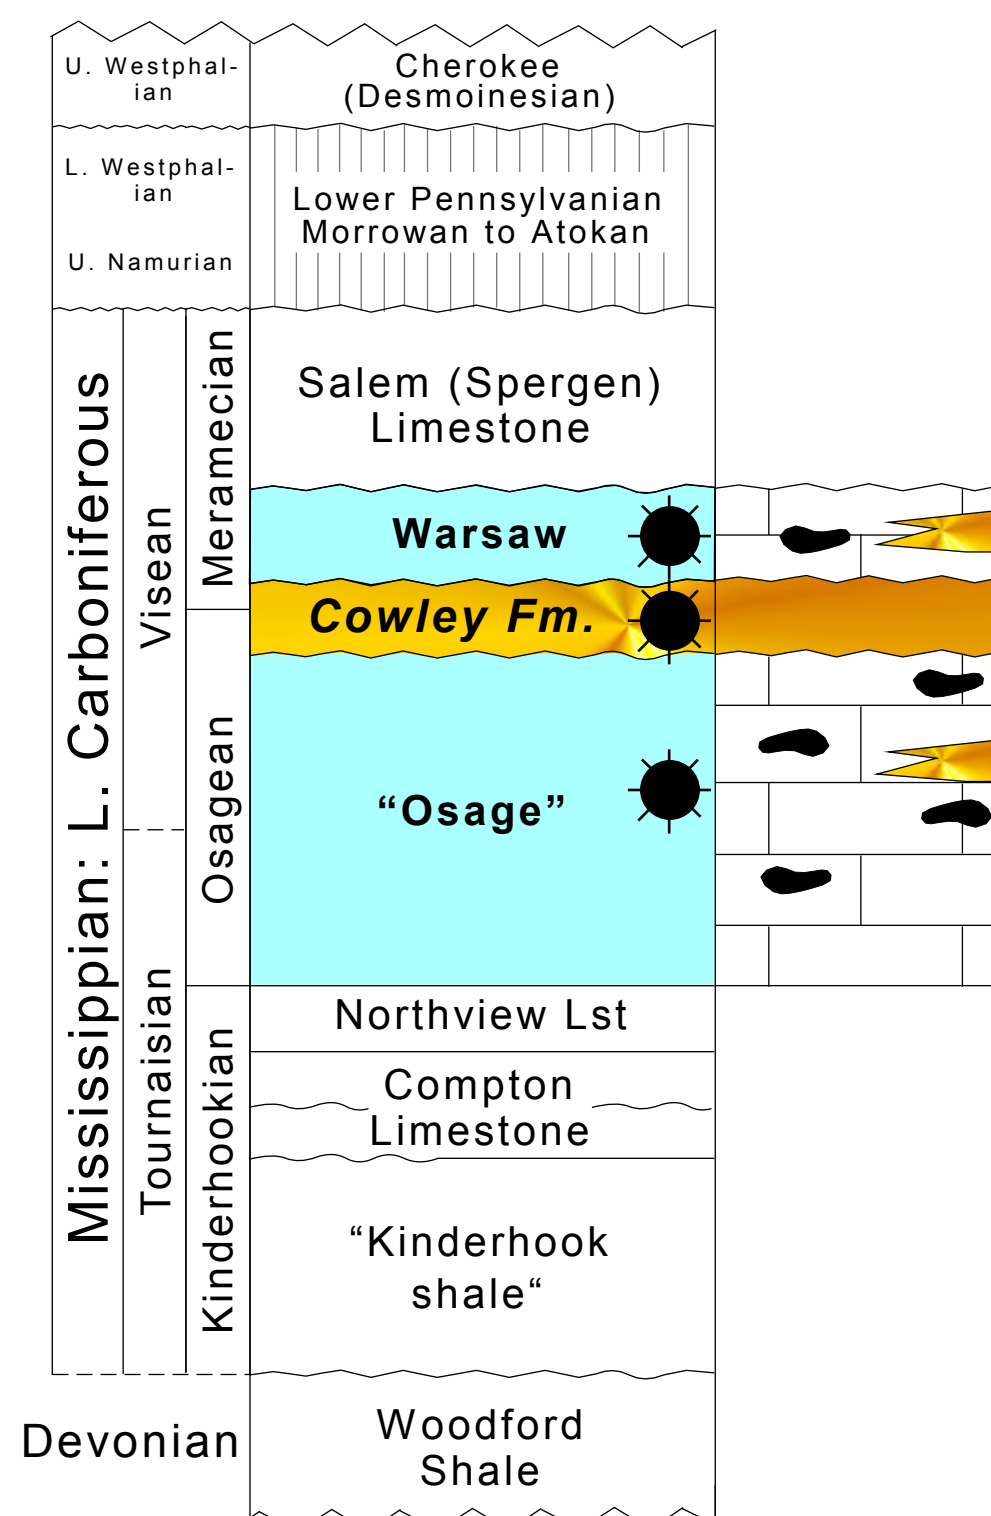 U. Westphal-
ian
Cherokee
(Desmoinesian)
L. Westphal-
ian
U. Namurian
Lower Pennsylvanian
Morrowan to Atokan
Mississippian: L. Carboniferous
Visean
Tournaisian
Meramecian
Osagean
Kinderhookian
Salem (Spergen)
Limestone
Warsaw
Cowley Fm.
“Osage”
Northview Lst
Compton
Limestone
“Kinderhook
shale“
Devonian
Woodford
Shale